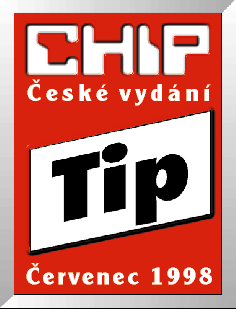 CHIP
České vydání
Tip
Červenec 1998